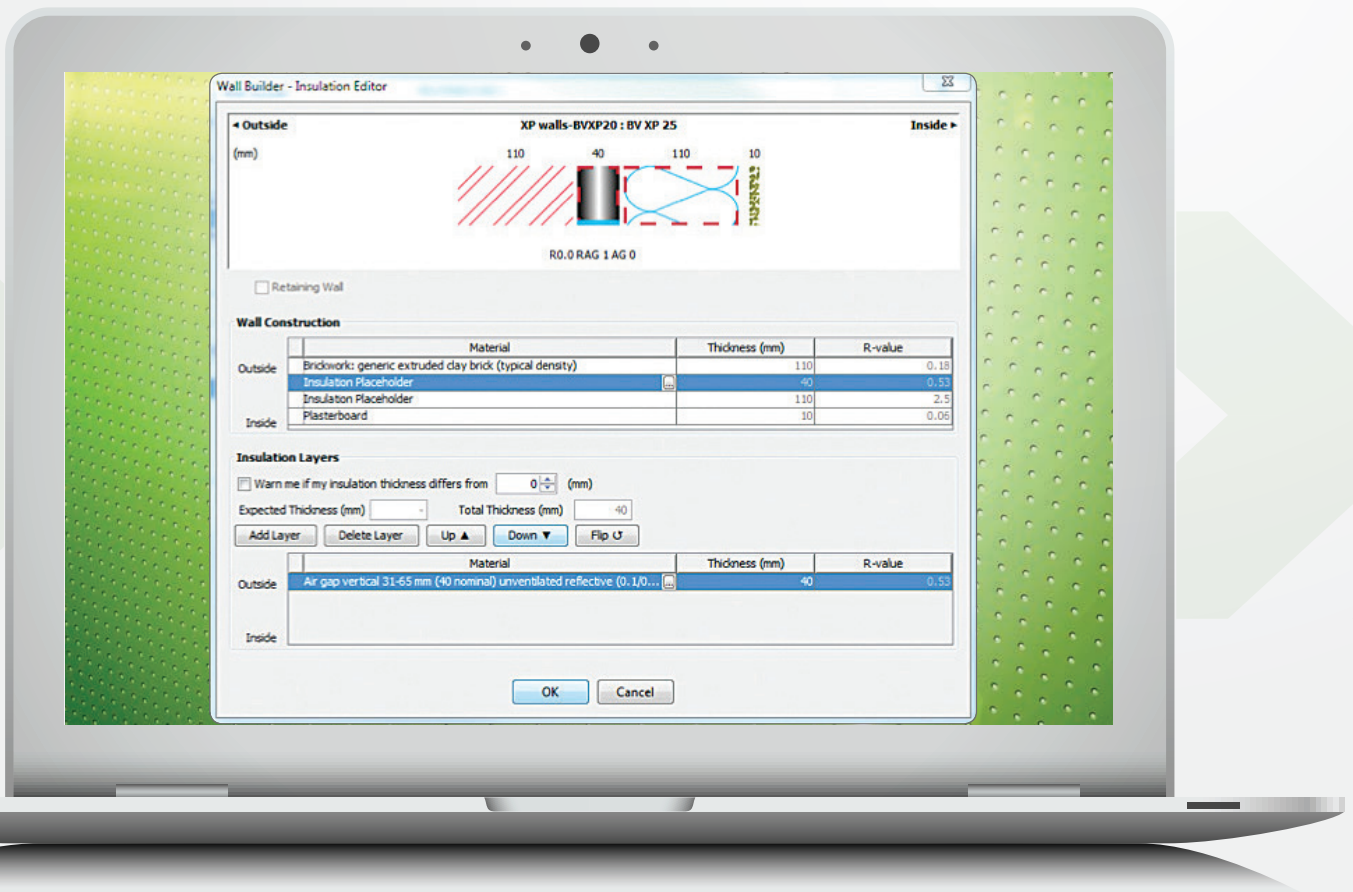 Wall Builder - Insulation Editor
◄ Outside XP walls-BVXP20 : BV XP 25 Inside ►
(mm) 110 40 110 10
R0.0 RAG 1 AG 0
Retaining Wall
Wall Construction
Material Thickness (mm) R-value
Outside Brickwork: generic extruded clay brick (typical density) 110 0.18
Insulation Placeholder ... 40 0.53
Insulation Placeholder 110 2.5
Inside Plasterboard 10 0.06
Insulation Layers
Warn me if my insulation thickness differs from 0 (mm)
Expected Thickness (mm) - Total Thickness (mm) 40
Add Layer Delete Layer Up ▲ Down ▼ Flip ↺
Material Thickness (mm) R-value
Outside Air gap vertical 31-65 mm (40 nominal) unventilated reflective (0.1/0... ... 40 0.53
Inside
OK Cancel